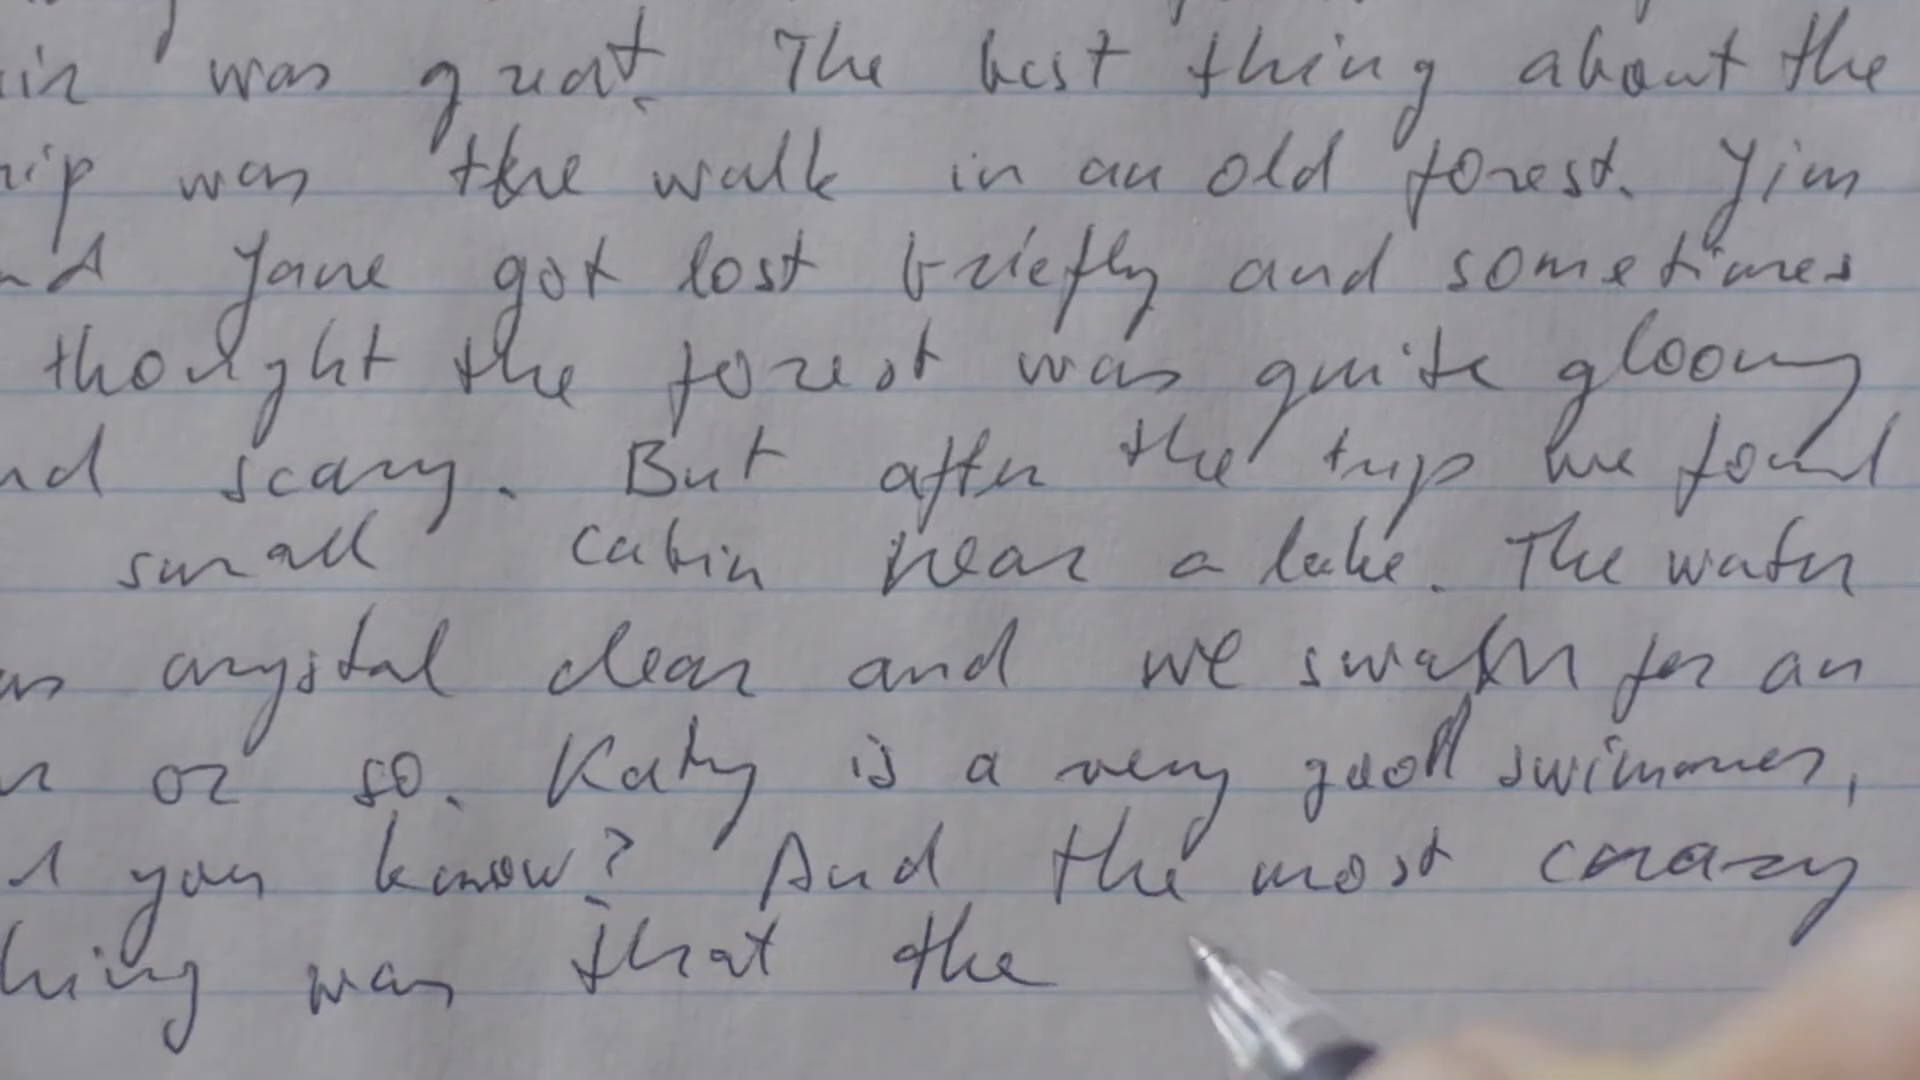 was great. The best thing about the
was the walk in an old forest. Jim
Jane got lost briefly and sometimes
thought the forest was quite gloomy
scary. But after the trip we found
small cabin near a lake. The water
crystal clear and we swam for an
or so. Katy is a very good swimmer,
you know? And the most crazy
was that the